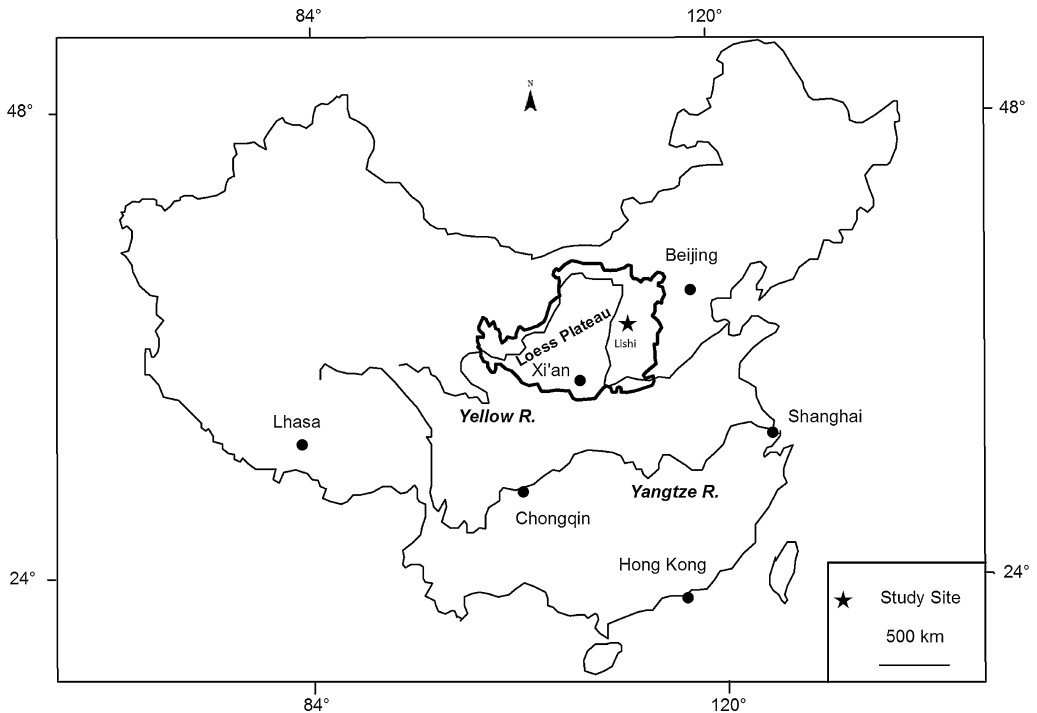 84°
120°
N
48°
48°
Beijing
Loess Plateau
Lishi
Xi'an
Yellow R.
Lhasa
Shanghai
Yangtze R.
Chongqin
Hong Kong
24°
24°
Study Site
500 km
84°
120°